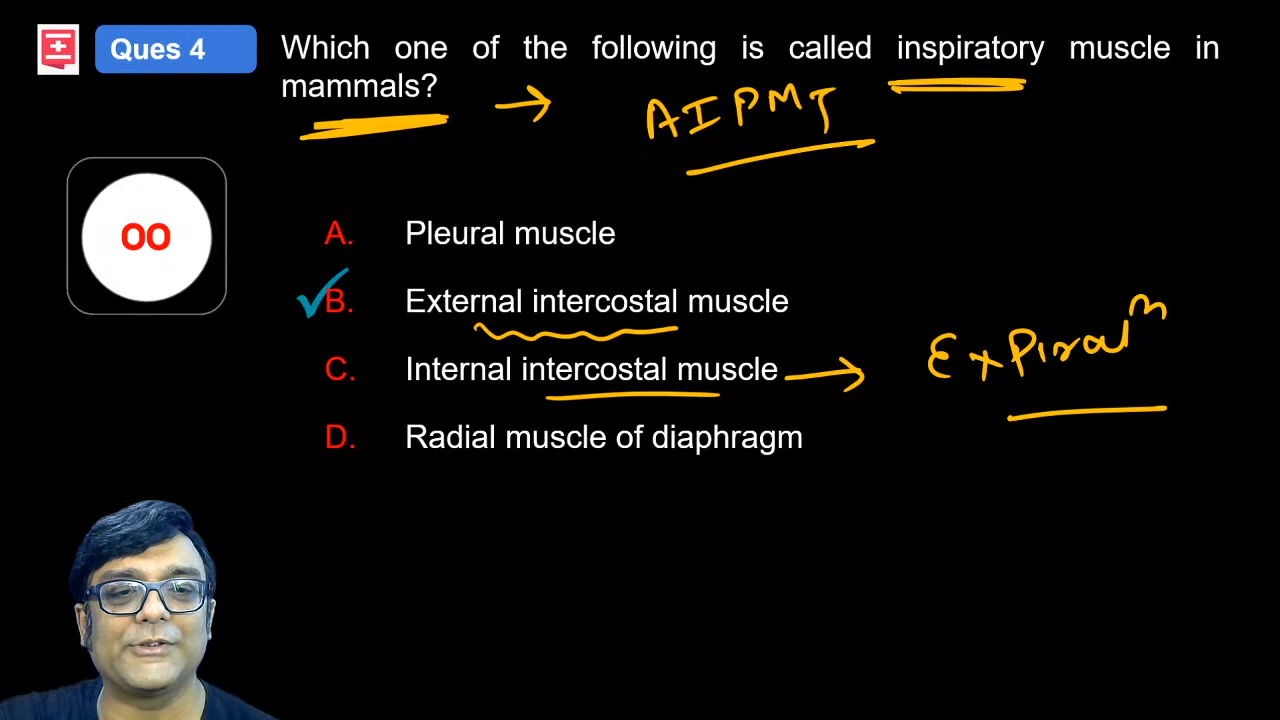 Ques 4
Which one of the following is called inspiratory muscle in
mammals?
AIPMT
00
A. Pleural muscle
B. External intercostal muscle
C. Internal intercostal muscle
D. Radial muscle of diaphragm